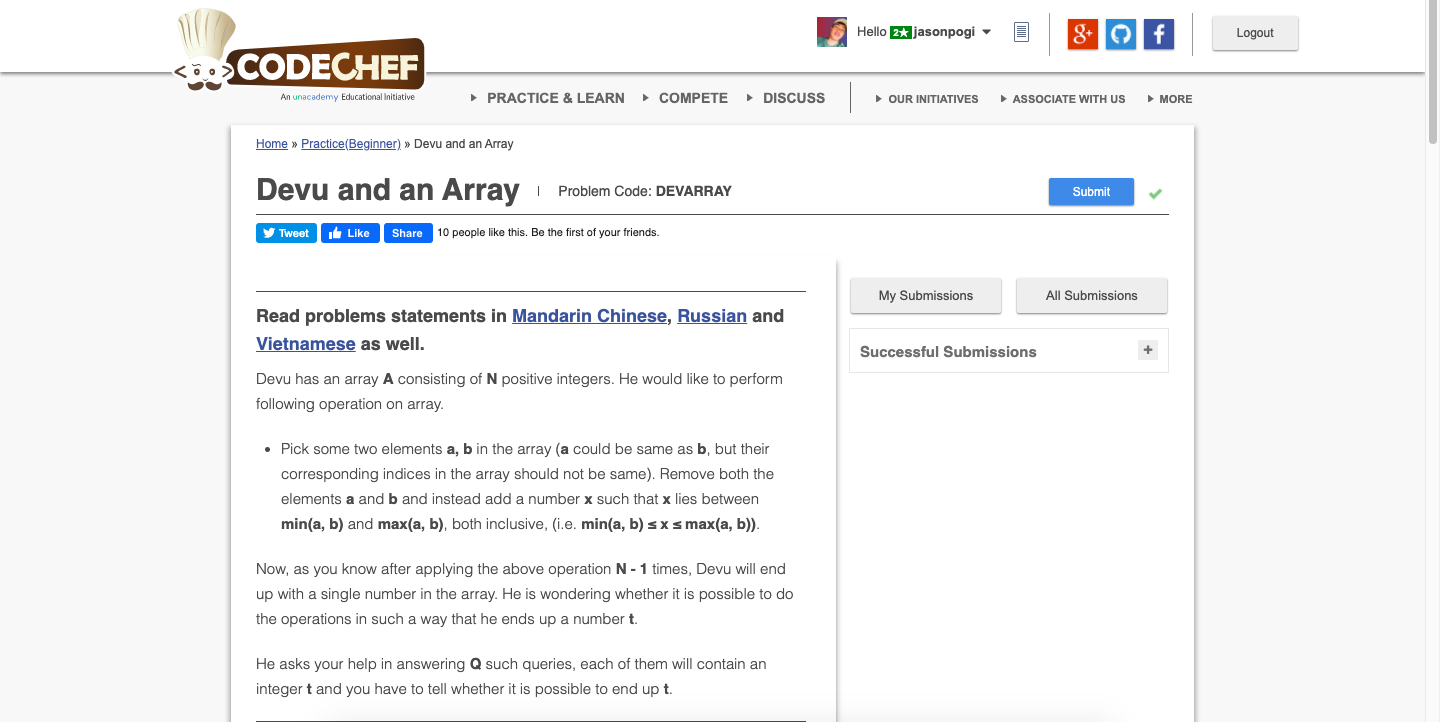 Hello 2★ jasonpogi
Logout
CODECHEF
An unacademy Educational Initiative
PRACTICE & LEARN COMPETE DISCUSS OUR INITIATIVES ASSOCIATE WITH US MORE
Home » Practice(Beginner) » Devu and an Array
Devu and an Array | Problem Code: DEVARRAY
Submit
Tweet Like Share 10 people like this. Be the first of your friends.
My Submissions All Submissions
Successful Submissions +
Read problems statements in Mandarin Chinese, Russian and
Vietnamese as well.
Devu has an array A consisting of N positive integers. He would like to perform
following operation on array.
• Pick some two elements a, b in the array (a could be same as b, but their
corresponding indices in the array should not be same). Remove both the
elements a and b and instead add a number x such that x lies between
min(a, b) and max(a, b), both inclusive, (i.e. min(a, b) ≤ x ≤ max(a, b)).
Now, as you know after applying the above operation N - 1 times, Devu will end
up with a single number in the array. He is wondering whether it is possible to do
the operations in such a way that he ends up a number t.
He asks your help in answering Q such queries, each of them will contain an
integer t and you have to tell whether it is possible to end up t.